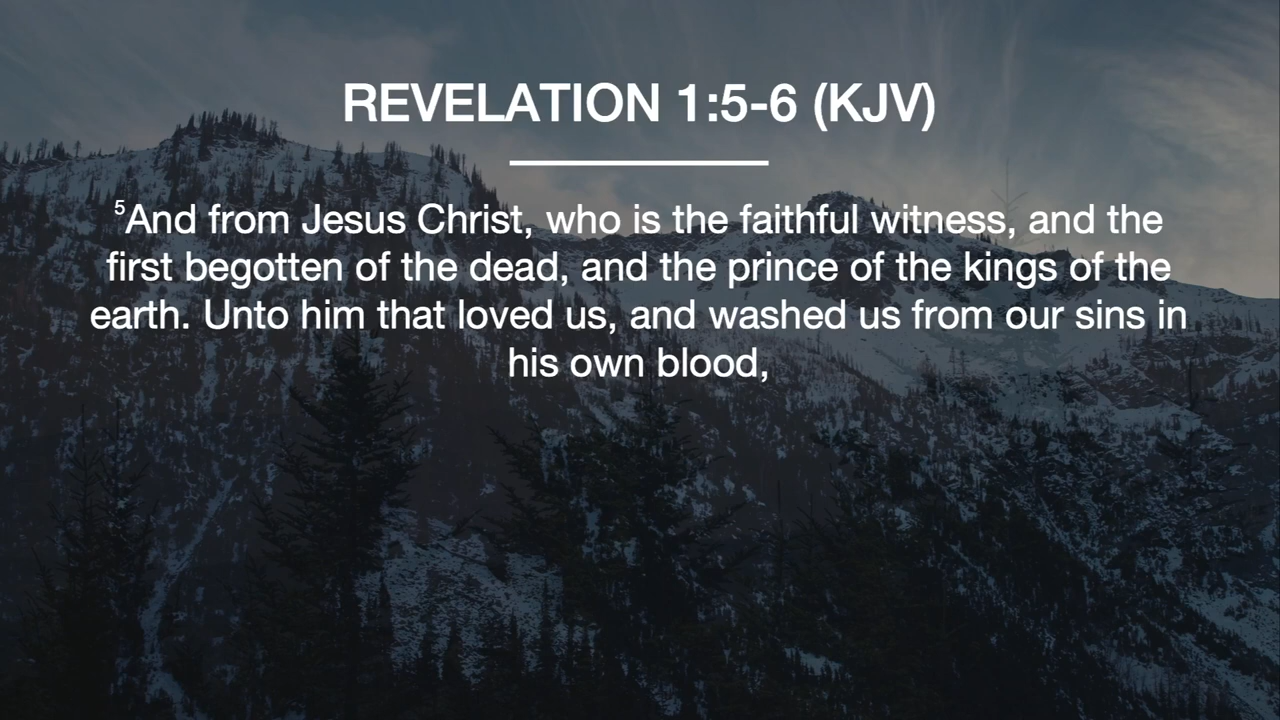 REVELATION 1:5-6 (KJV)
⁵And from Jesus Christ, who is the faithful witness, and the
first begotten of the dead, and the prince of the kings of the
earth. Unto him that loved us, and washed us from our sins in
his own blood,